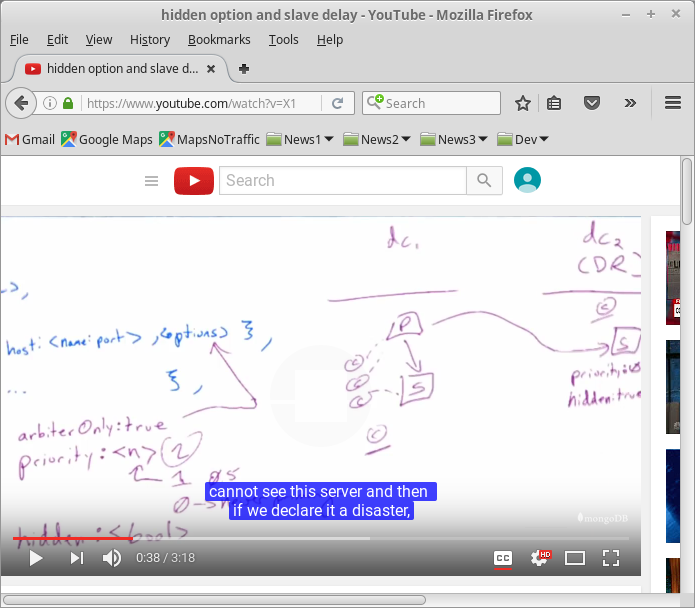 hidden option and slave delay - YouTube - Mozilla Firefox
File Edit View History Bookmarks Tools Help
hidden option and slave d...
https://www.youtube.com/watch?v=X1
Search
Gmail Google Maps MapsNoTraffic News1 News2 News3 Dev
Search
dc1 dc2
(DR)
host: <name:port>, <options> },
P
S
S
...
},
priority:
hidden:true
C
C
C
C
C
arbiterOnly:true
priority: <n> 2
1
0-
cannot see this server and then
if we declare it a disaster,
hidden: <bool>
mongoDB
0:38 / 3:18
CC
HD